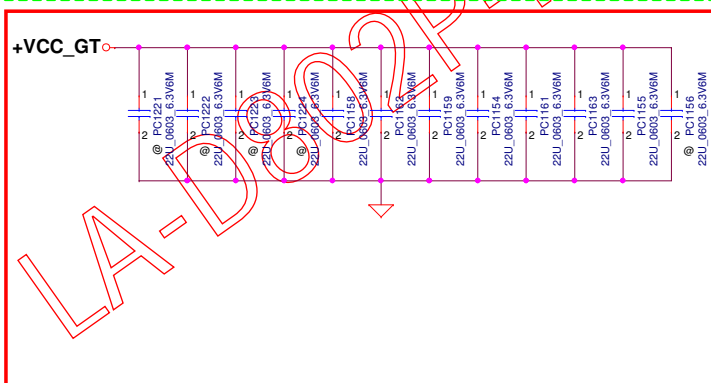 +VCC_GT
1 1 1 1 1 1 1 1 1 1 1 1
2 2 2 2 2 2 2 2 2 2 2 2
@ @ @ @
PC1221
22U_0603_6.3V6M
PC1222
22U_0603_6.3V6M
PC1223
22U_0603_6.3V6M
PC1224
22U_0603_6.3V6M
PC1158
22U_0603_6.3V6M
PC1162
22U_0603_6.3V6M
PC1159
22U_0603_6.3V6M
PC1154
22U_0603_6.3V6M
PC1161
22U_0603_6.3V6M
PC1163
22U_0603_6.3V6M
PC1155
22U_0603_6.3V6M
PC1156
22U_0603_6.3V6M
LA-D802P